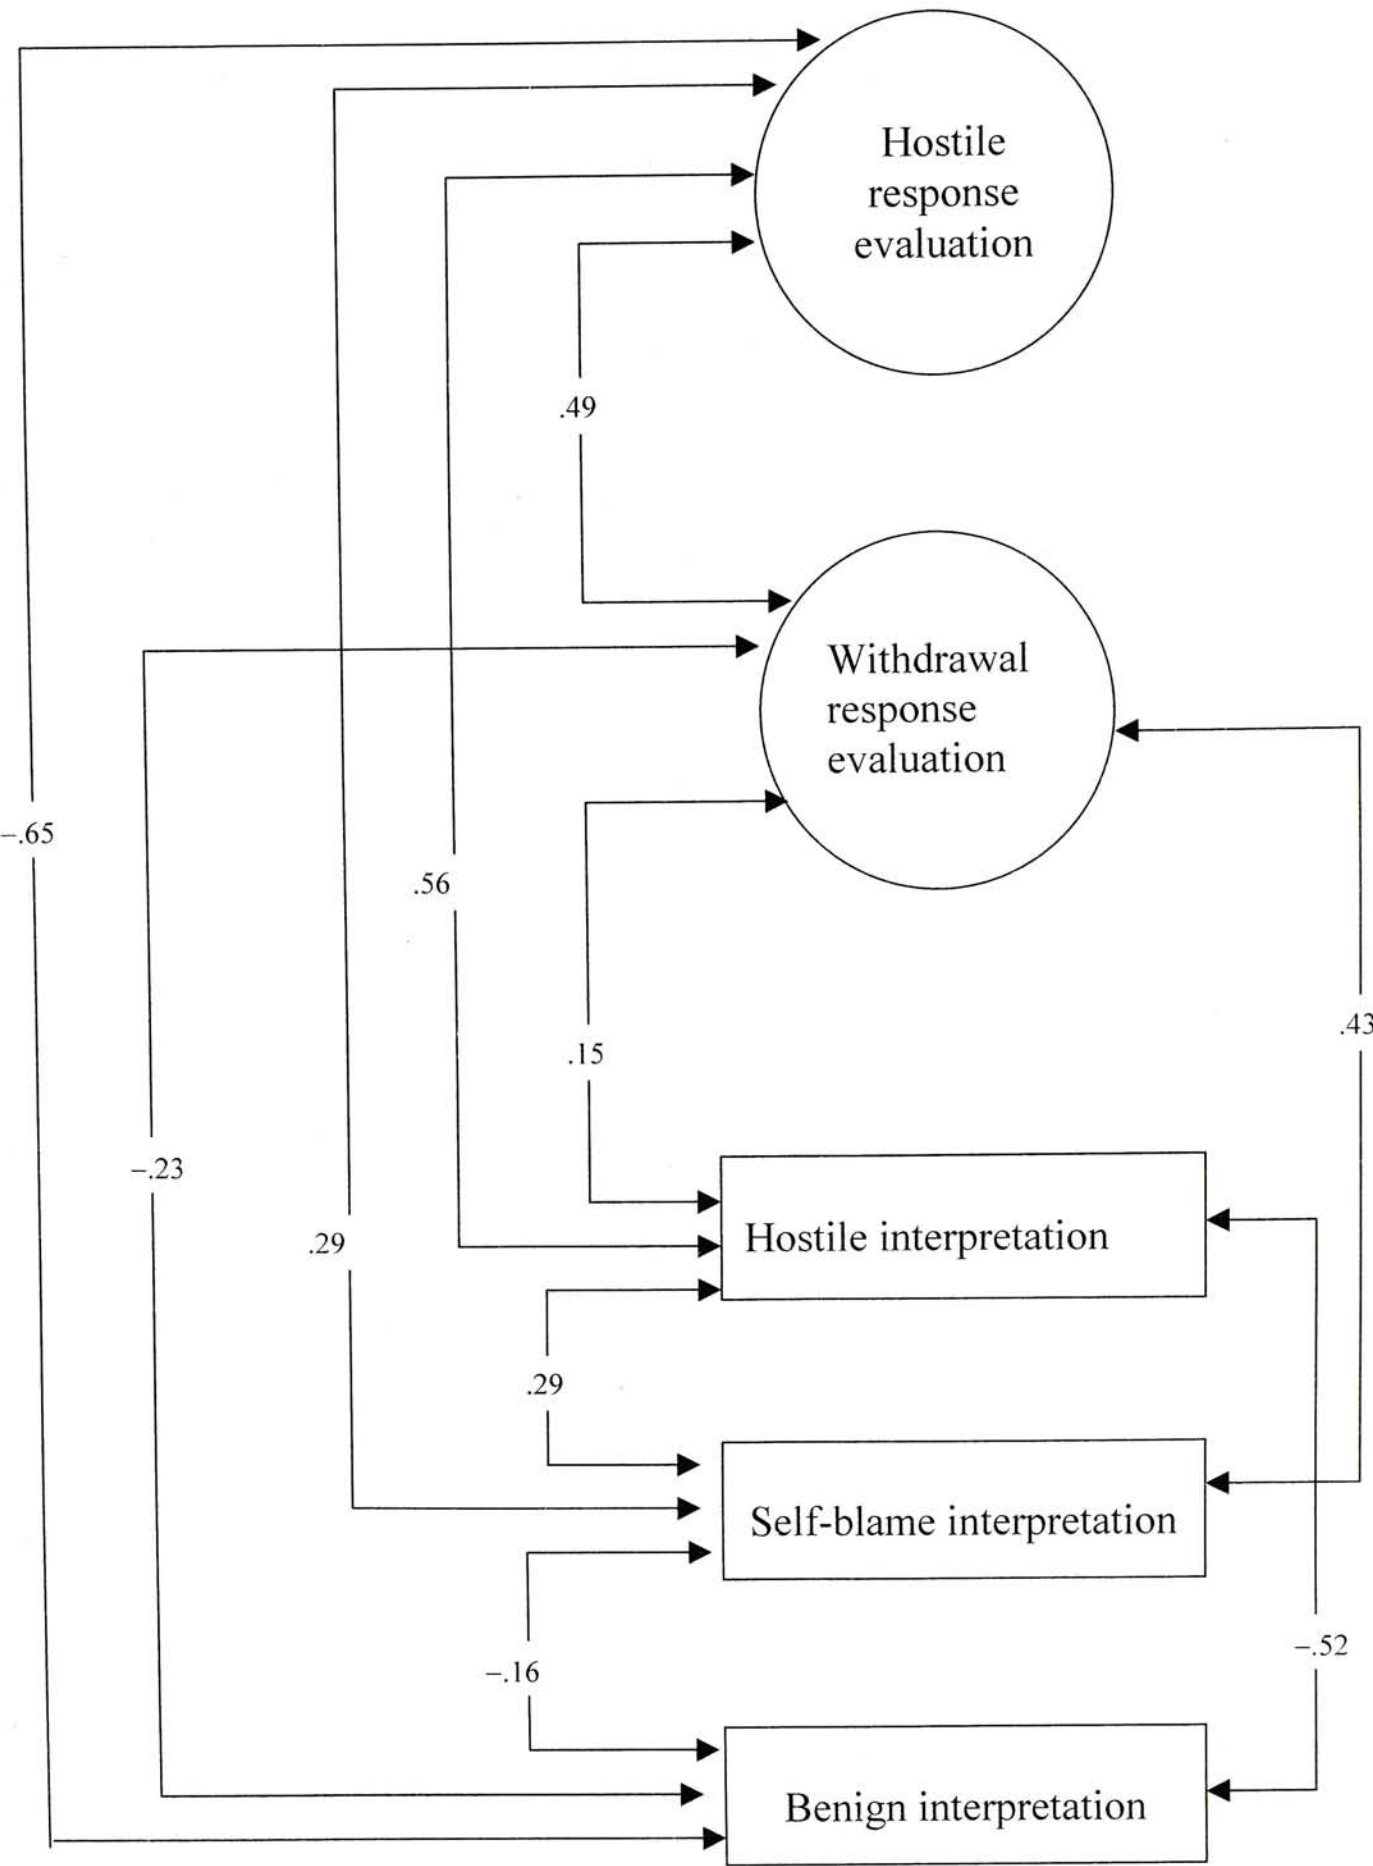 Hostile
response
evaluation
.49
Withdrawal
response
evaluation
–.65
.56
.43
.15
–.23
.29
Hostile interpretation
.29
Self-blame interpretation
–.52
–.16
Benign interpretation